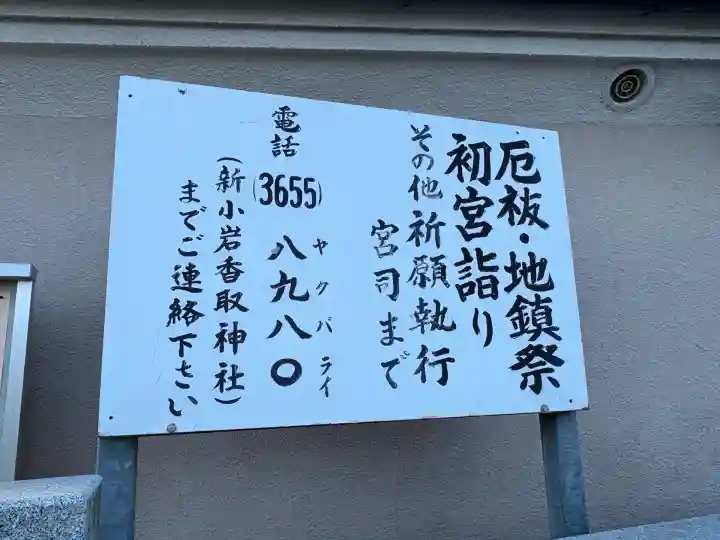 厄祓・地鎮祭
初宮詣り
その他祈願執行
宮司まで
電話(3655)八九八〇
ヤクバライ
(新小岩香取神社)
までご連絡下さい